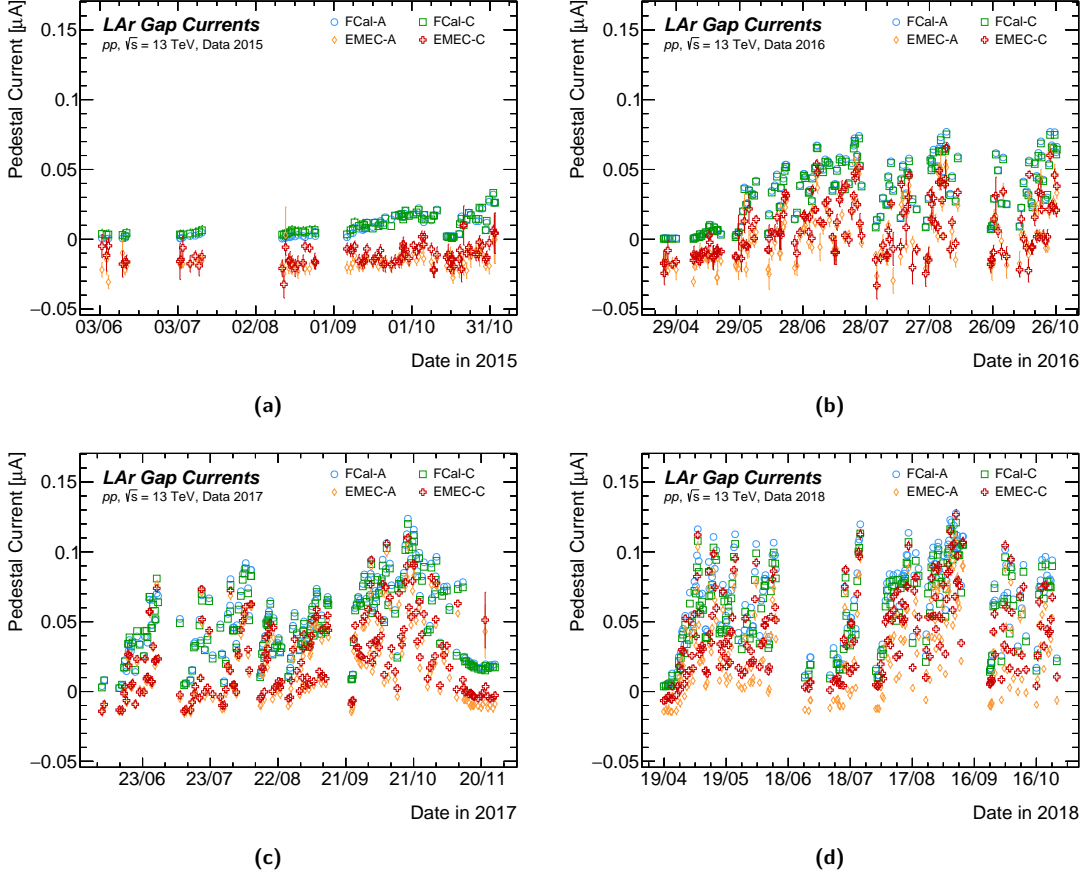 LAr Gap Currents
pp, √s = 13 TeV, Data 2015
FCal-A
FCal-C
EMEC-A
EMEC-C
Pedestal Current [µA]
0.15
0.1
0.05
0
−0.05
03/06 03/07 02/08 01/09 01/10 31/10
Date in 2015
(a)
LAr Gap Currents
pp, √s = 13 TeV, Data 2016
FCal-A
FCal-C
EMEC-A
EMEC-C
Pedestal Current [µA]
0.15
0.1
0.05
0
−0.05
29/04 29/05 28/06 28/07 27/08 26/09 26/10
Date in 2016
(b)
LAr Gap Currents
pp, √s = 13 TeV, Data 2017
FCal-A
FCal-C
EMEC-A
EMEC-C
Pedestal Current [µA]
0.15
0.1
0.05
0
−0.05
23/06 23/07 22/08 21/09 21/10 20/11
Date in 2017
(c)
LAr Gap Currents
pp, √s = 13 TeV, Data 2018
FCal-A
FCal-C
EMEC-A
EMEC-C
Pedestal Current [µA]
0.15
0.1
0.05
0
−0.05
19/04 19/05 18/06 18/07 17/08 16/09 16/10
Date in 2018
(d)